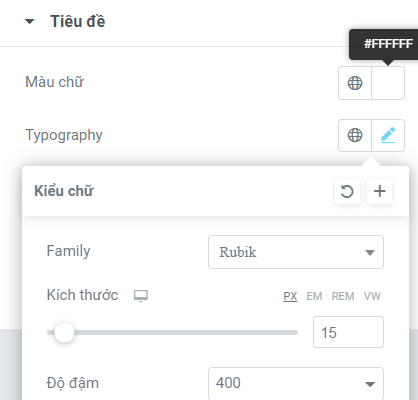 Tiêu đề
#FFFFFF
Màu chữ
Typography
Kiểu chữ
Family Rubik
Kích thước PX EM REM VW
15
Độ đậm 400